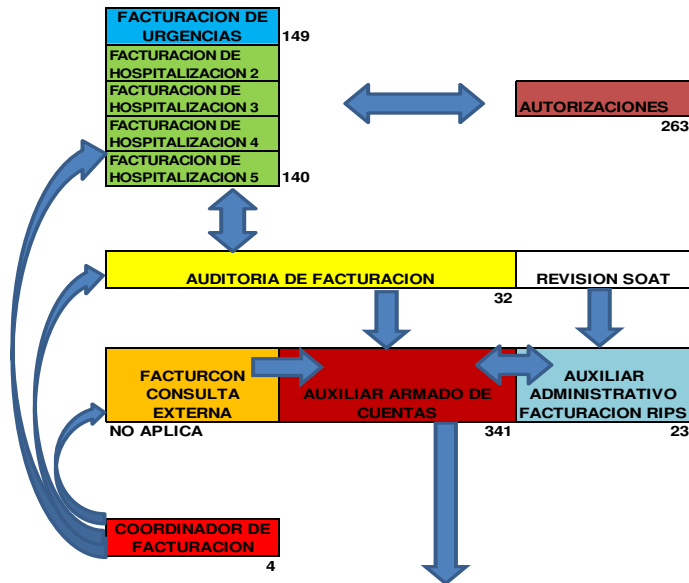 FACTURACION DE
URGENCIAS
149
FACTURACION DE
HOSPITALIZACION 2
FACTURACION DE
HOSPITALIZACION 3
FACTURACION DE
HOSPITALIZACION 4
FACTURACION DE
HOSPITALIZACION 5
140
AUTORIZACIONES
263
AUDITORIA DE FACTURACION
32
REVISION SOAT
FACTURCON
CONSULTA
EXTERNA
NO APLICA
AUXILIAR ARMADO DE
CUENTAS
341
AUXILIAR
ADMINISTRATIVO
FACTURACION RIPS
23
COORDINADOR DE
FACTURACION
4